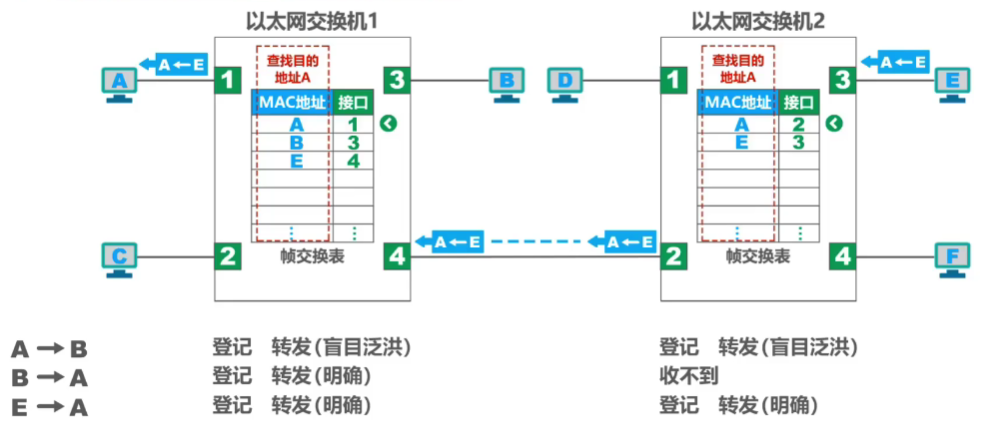 以太网交换机1 以太网交换机2
A←E A←E
查找目的 查找目的
地址A 地址A
A 1 3 B D 1 3 E
MAC地址 接口 MAC地址 接口
A 1 A 2
B 3 E 3
E 4
⋮ ⋮ ⋮ ⋮
A←E A←E
C 2 帧交换表 4 2 帧交换表 4 F
A→B 登记 转发(盲目泛洪) 登记 转发(盲目泛洪)
B→A 登记 转发(明确) 收不到
E→A 登记 转发(明确) 登记 转发(明确)